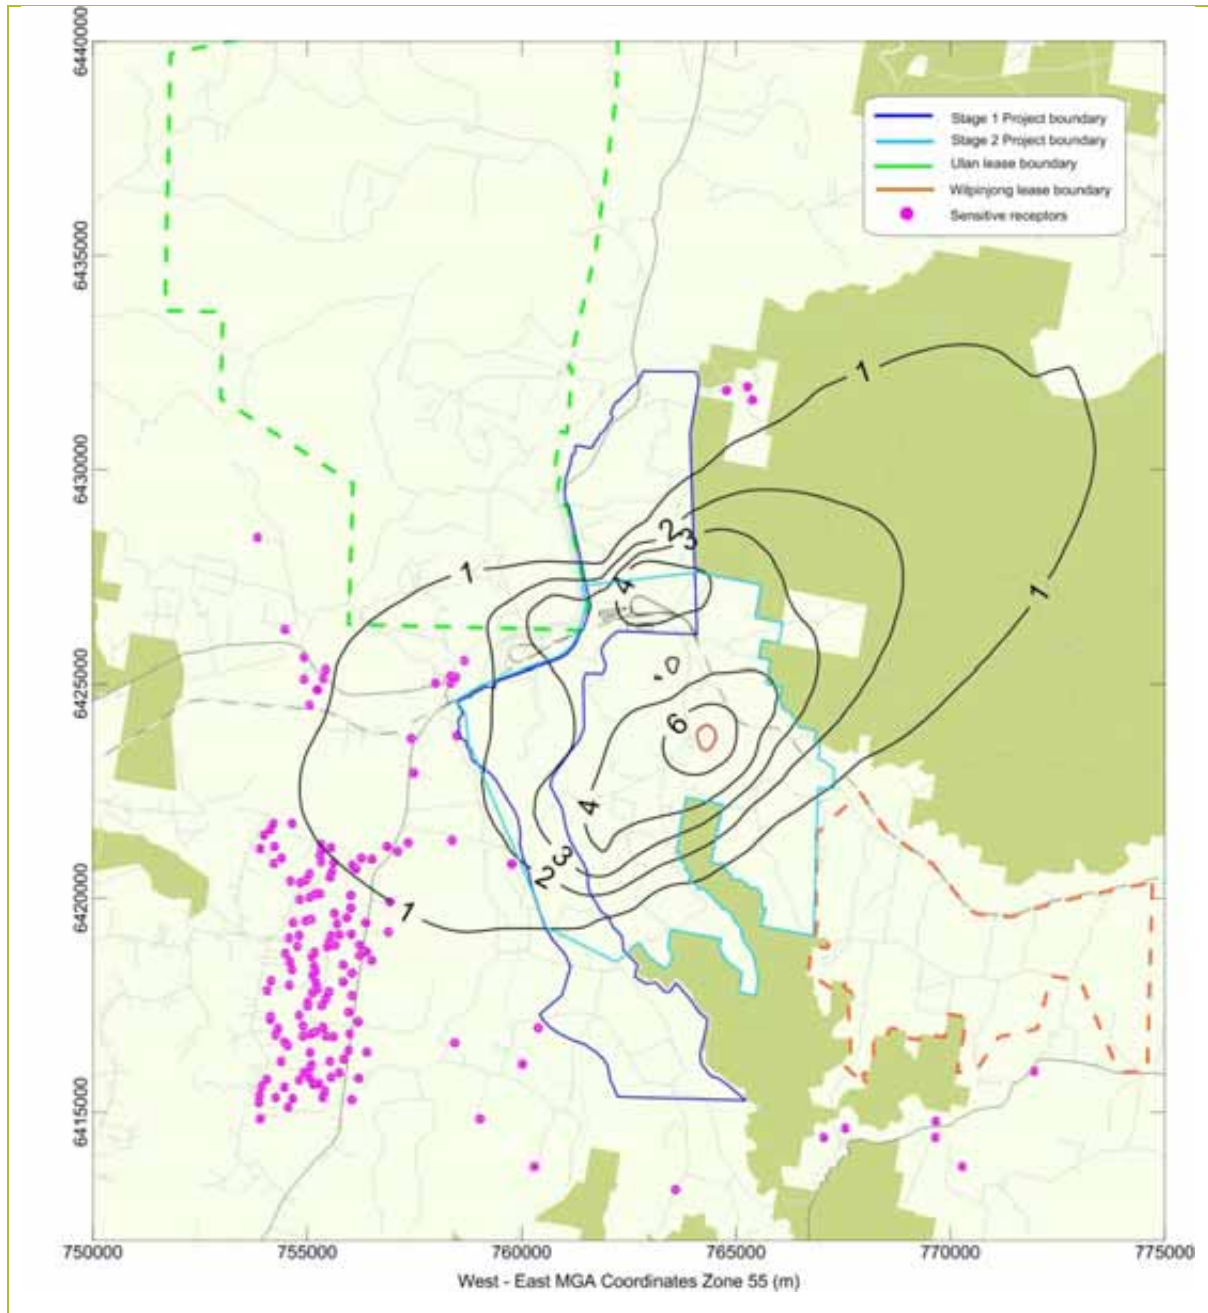 6440000
Stage 1 Project boundary
Stage 2 Project boundary
Ulan lease boundary
Wilpinjong lease boundary
Sensitive receptors
6435000
1
6430000
2
3
1
4
1
6425000
6
4
3
2
6420000
1
6415000
750000 755000 760000 765000 770000 775000
West - East MGA Coordinates Zone 55 (m)